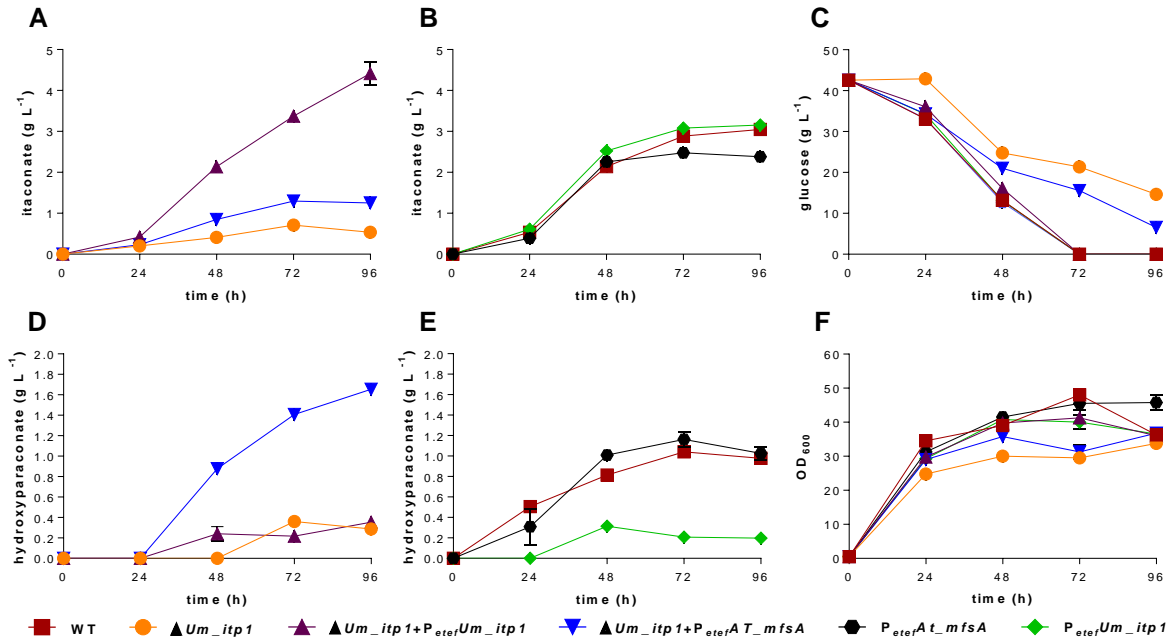 A
B
C
5
4
3
2
1
0
itaconate (g L⁻¹)
0 24 48 72 96
time (h)
5
4
3
2
1
0
itaconate (g L⁻¹)
0 24 48 72 96
time (h)
50
40
30
20
10
0
glucose (g L⁻¹)
0 24 48 72 96
time (h)
D
E
F
2.0
1.8
1.6
1.4
1.2
1.0
0.8
0.6
0.4
0.2
0.0
hydroxyparaconate (g L⁻¹)
0 24 48 72 96
time (h)
2.0
1.8
1.6
1.4
1.2
1.0
0.8
0.6
0.4
0.2
0.0
hydroxyparaconate (g L⁻¹)
0 24 48 72 96
time (h)
60
50
40
30
20
10
0
OD₆₀₀
0 24 48 72 96
time (h)
WT ▲Um_itp1 ▲Um_itp1+PetefUm_itp1 ▲Um_itp1+PetefAT_mfsA PetefAt_mfsA PetefUm_itp1